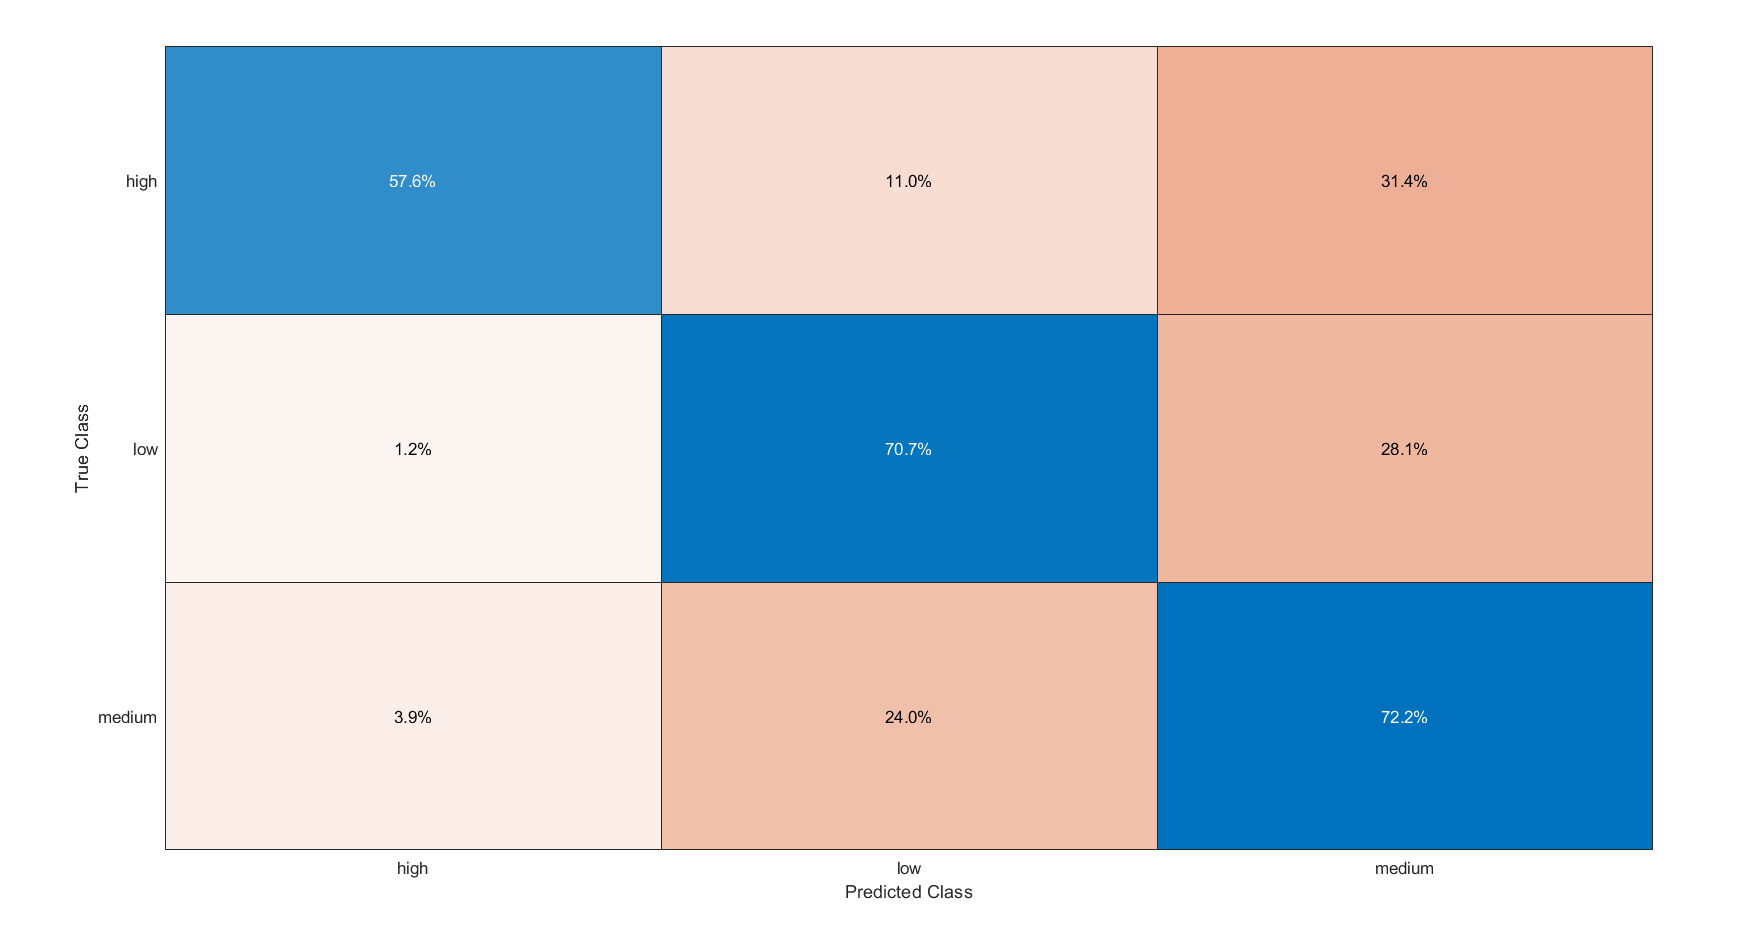 high
57.6%
11.0%
31.4%
True Class
low
1.2%
70.7%
28.1%
medium
3.9%
24.0%
72.2%
high
low
medium
Predicted Class